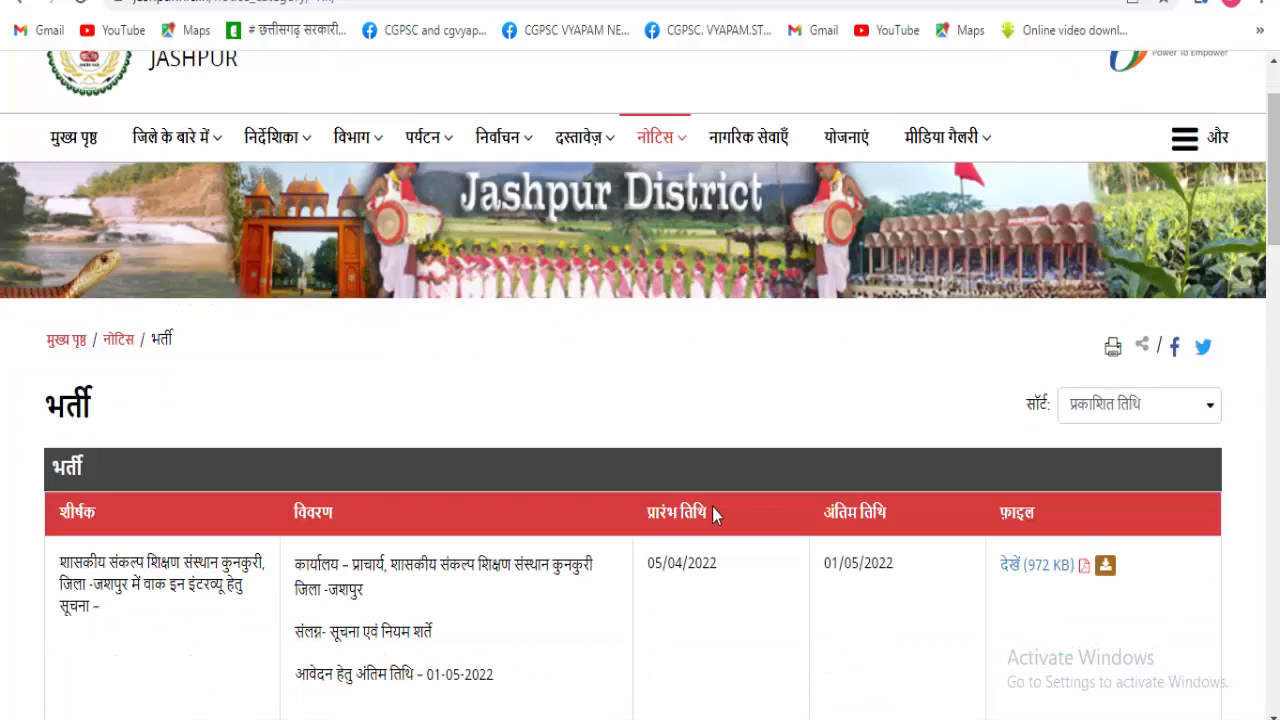 Gmail YouTube Maps # छत्तीसगढ़ सरकारी... CGPSC and cgvyap... CGPSC VYAPAM NE... CGPSC. VYAPAM.ST... Gmail YouTube Maps Online video downl... »
JASHPUR
Power To Empower
मुख्य पृष्ठ जिले के बारे में निर्देशिका विभाग पर्यटन निर्वाचन दस्तावेज़ नोटिस नागरिक सेवाएँ योजनाएं मीडिया गैलरी और
Jashpur District
मुख्य पृष्ठ / नोटिस / भर्ती
भर्ती
सॉर्ट: प्रकाशित तिथि
भर्ती
शीर्षक विवरण प्रारंभ तिथि अंतिम तिथि फ़ाइल
शासकीय संकल्प शिक्षण संस्थान कुनकुरी,
जिला -जशपुर में वाक इन इंटरव्यू हेतु
सूचना –
कार्यालय – प्राचार्य, शासकीय संकल्प शिक्षण संस्थान कुनकुरी
जिला -जशपुर
संलग्न- सूचना एवं नियम शर्ते
आवेदन हेतु अंतिम तिथि – 01-05-2022
05/04/2022
01/05/2022
देखें (972 KB)
Activate Windows
Go to Settings to activate Windows.